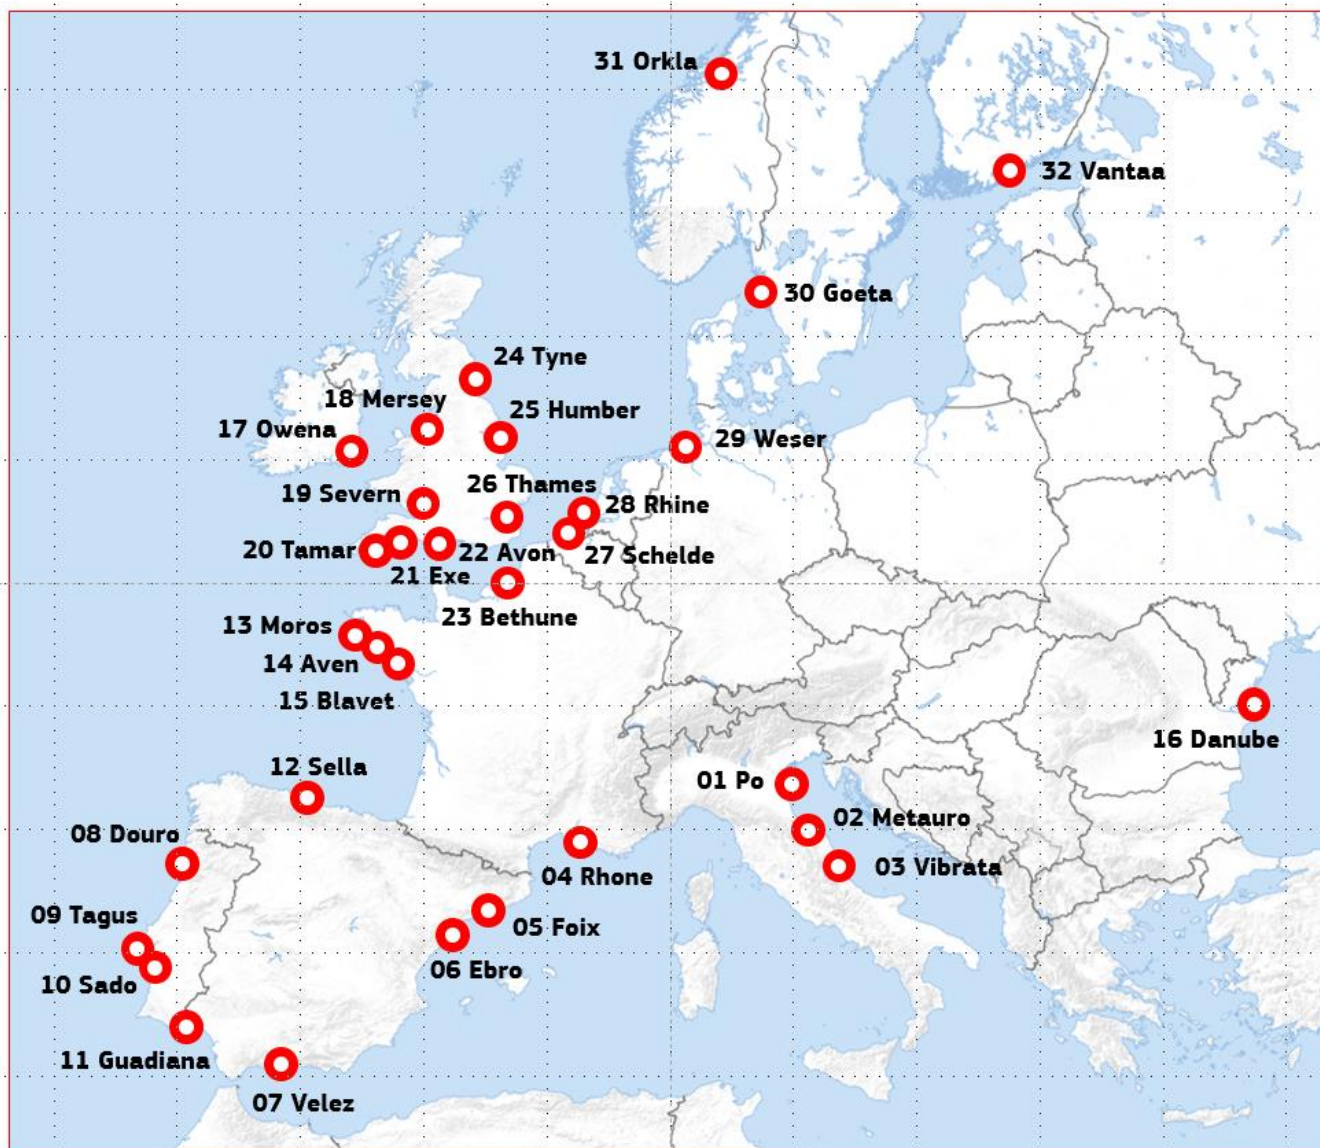 31 Orkla
32 Vantaa
30 Goeta
24 Tyne
18 Mersey
25 Humber
17 Owena
29 Weser
26 Thames
19 Severn
28 Rhine
20 Tamar
22 Avon
27 Schelde
21 Exe
23 Bethune
13 Moros
14 Aven
15 Blavet
16 Danube
12 Sella
01 Po
02 Metauro
08 Douro
03 Vibrata
04 Rhone
09 Tagus
05 Foix
06 Ebro
10 Sado
11 Guadiana
07 Velez